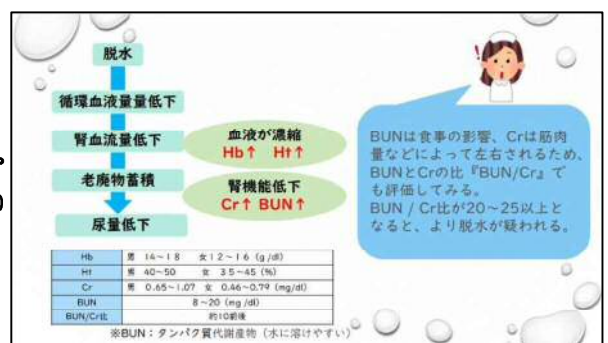 脱水
循環血液量低下
腎血流量低下
老廃物蓄積
尿量低下
血液が濃縮
Hb↑ Ht↑
腎機能低下
Cr↑ BUN↑
BUNは食事の影響、Crは筋肉
量などによって左右されるため、
BUNとCrの比『BUN/Cr』で
も評価してみる。
BUN / Cr比が20~25以上と
なると、より脱水が疑われる。
Hb 男 14~18 女12~16 (g/dl)
Ht 男 40~50 女 35~45 (%)
Cr 男 0.65~1.07 女 0.46~0.79 (mg/dl)
BUN 8~20 (mg/dl)
BUN/Cr比 約10前後
※BUN:タンパク質代謝産物(水に溶けやすい)